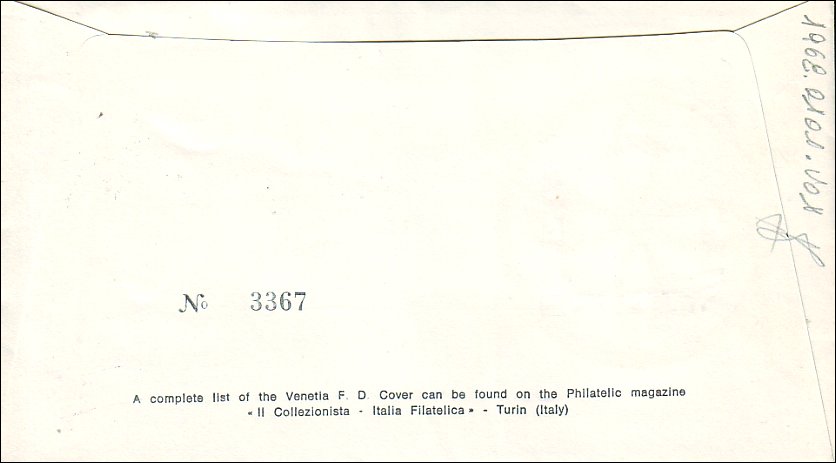 No 3367
A complete list of the Venetia F. D. Cover can be found on the Philatelic magazine
« Il Collezionista - Italia Filatelica » - Turin (Italy)